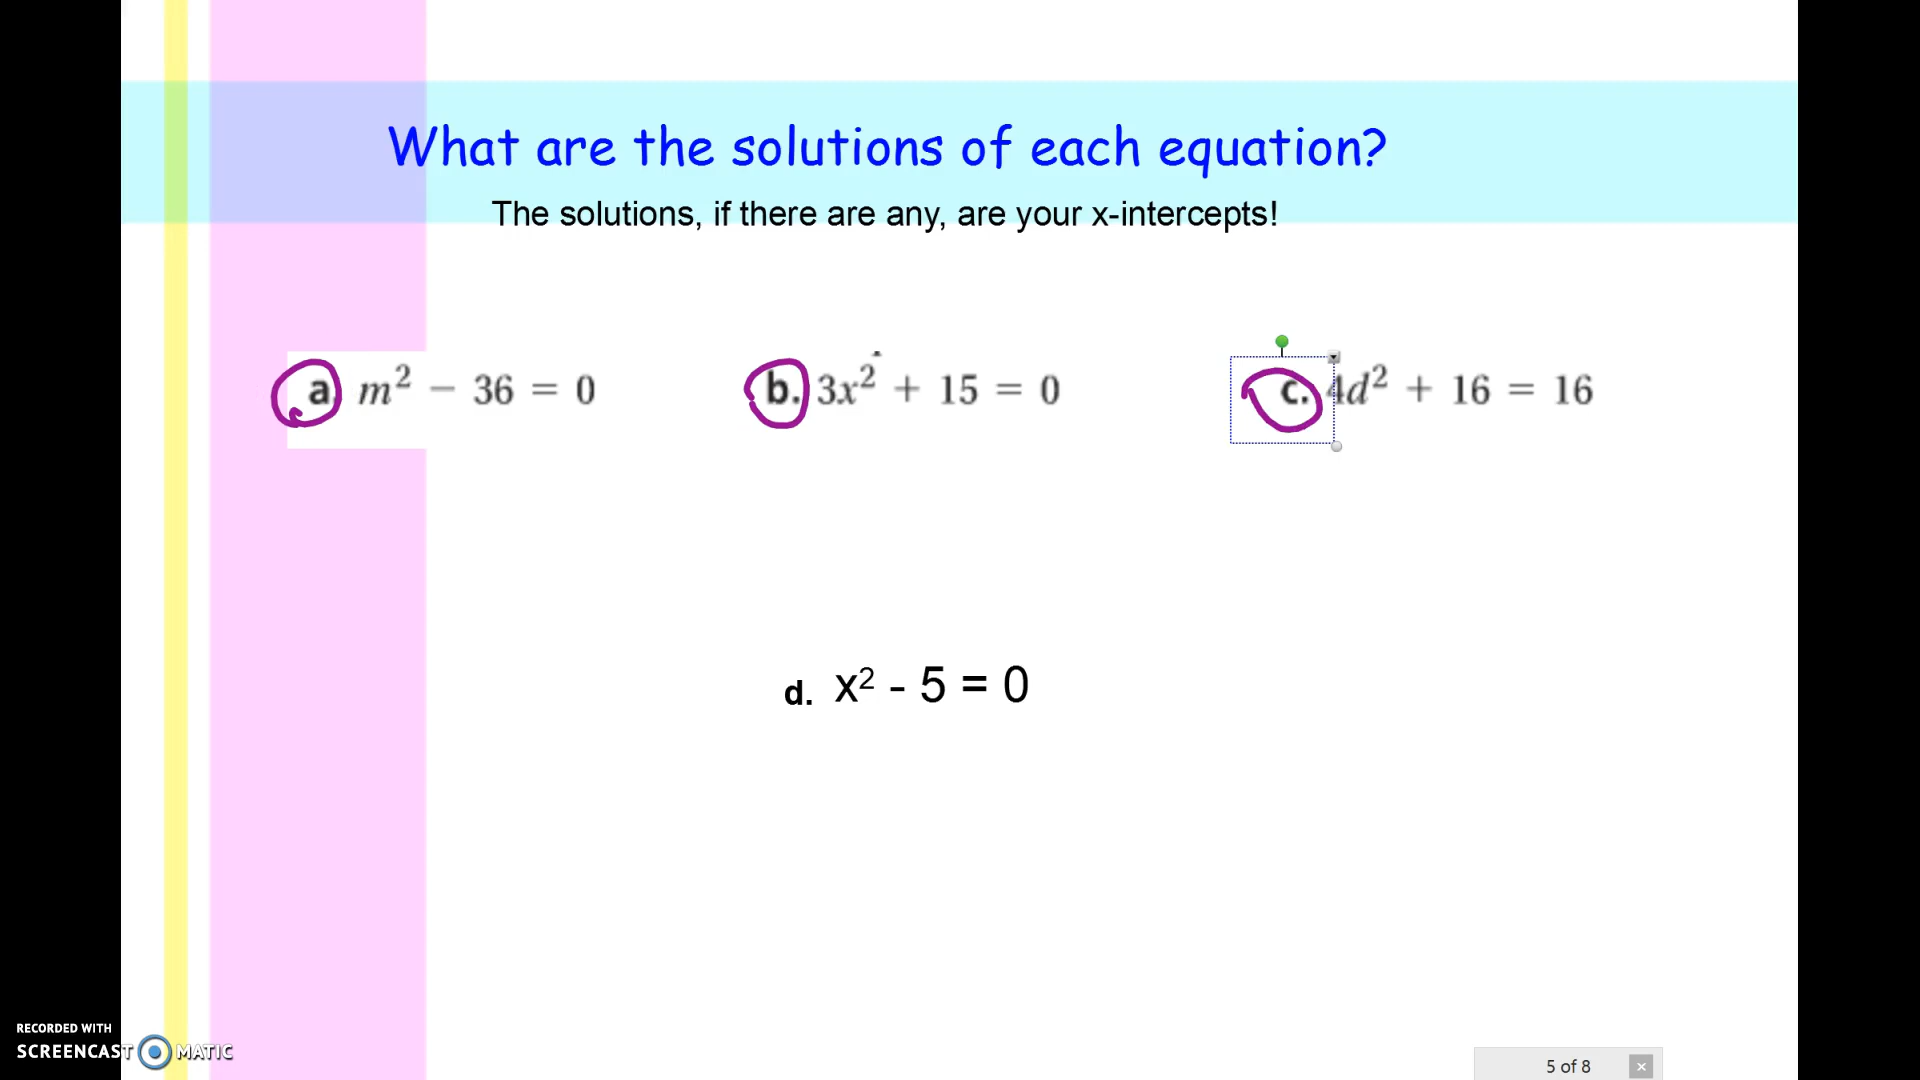 What are the solutions of each equation?
The solutions, if there are any, are your x-intercepts!
a m² − 36 = 0
b. 3x² + 15 = 0
c. 4d² + 16 = 16
d. x² - 5 = 0
RECORDED WITH
SCREENCAST MATIC
5 of 8